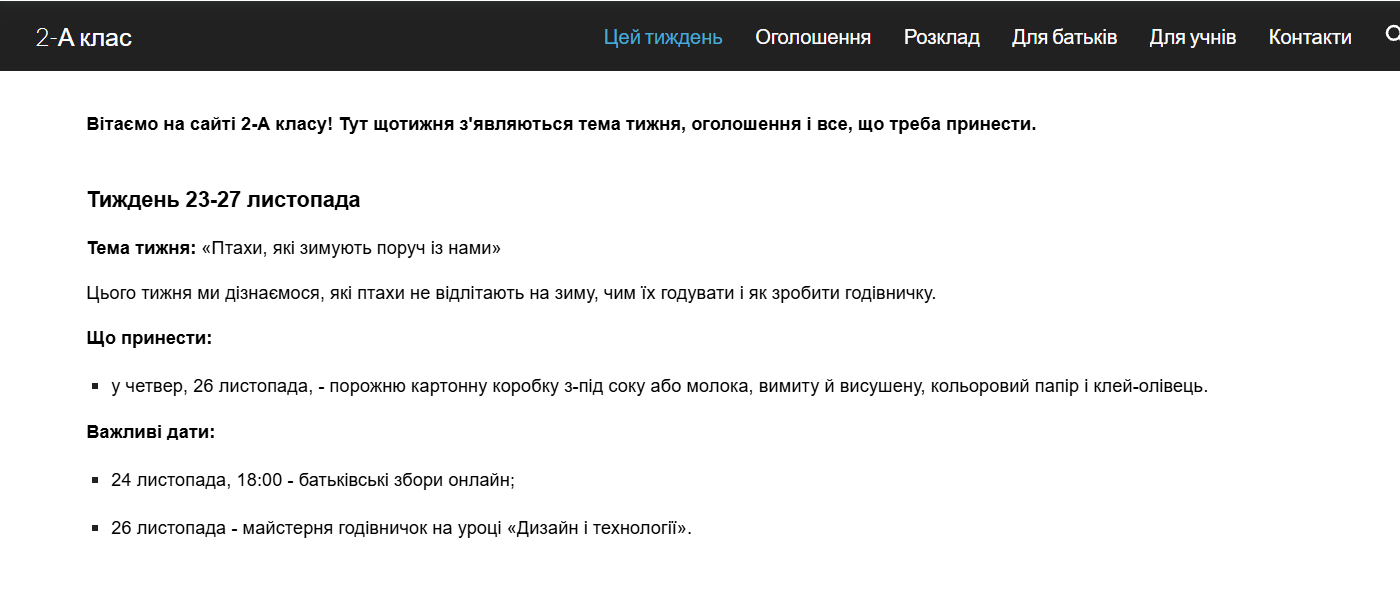 2-А клас
Цей тиждень
Оголошення
Розклад
Для батьків
Для учнів
Контакти
Вітаємо на сайті 2-А класу! Тут щотижня з'являються тема тижня, оголошення і все, що треба принести.
Тиждень 23-27 листопада
Тема тижня: «Птахи, які зимують поруч із нами»
Цього тижня ми дізнаємося, які птахи не відлітають на зиму, чим їх годувати і як зробити годівничку.
Що принести:
у четвер, 26 листопада, - порожню картонну коробку з-під соку або молока, вимиту й висушену, кольоровий папір і клей-олівець.
Важливі дати:
24 листопада, 18:00 - батьківські збори онлайн;
26 листопада - майстерня годівничок на уроці «Дизайн і технології».